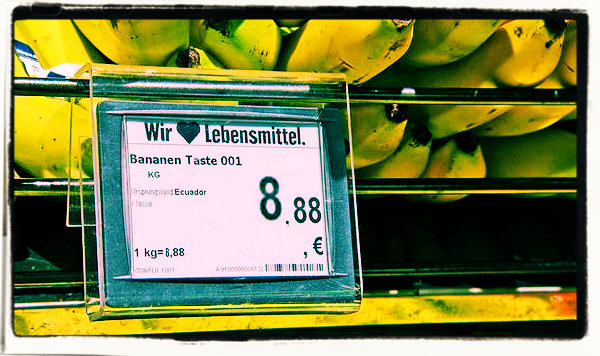 Wir ♥ Lebensmittel.
Bananen Taste 001
KG
Ursprungsland Ecuador
Klasse
8.88
1 kg=8,88 ,€